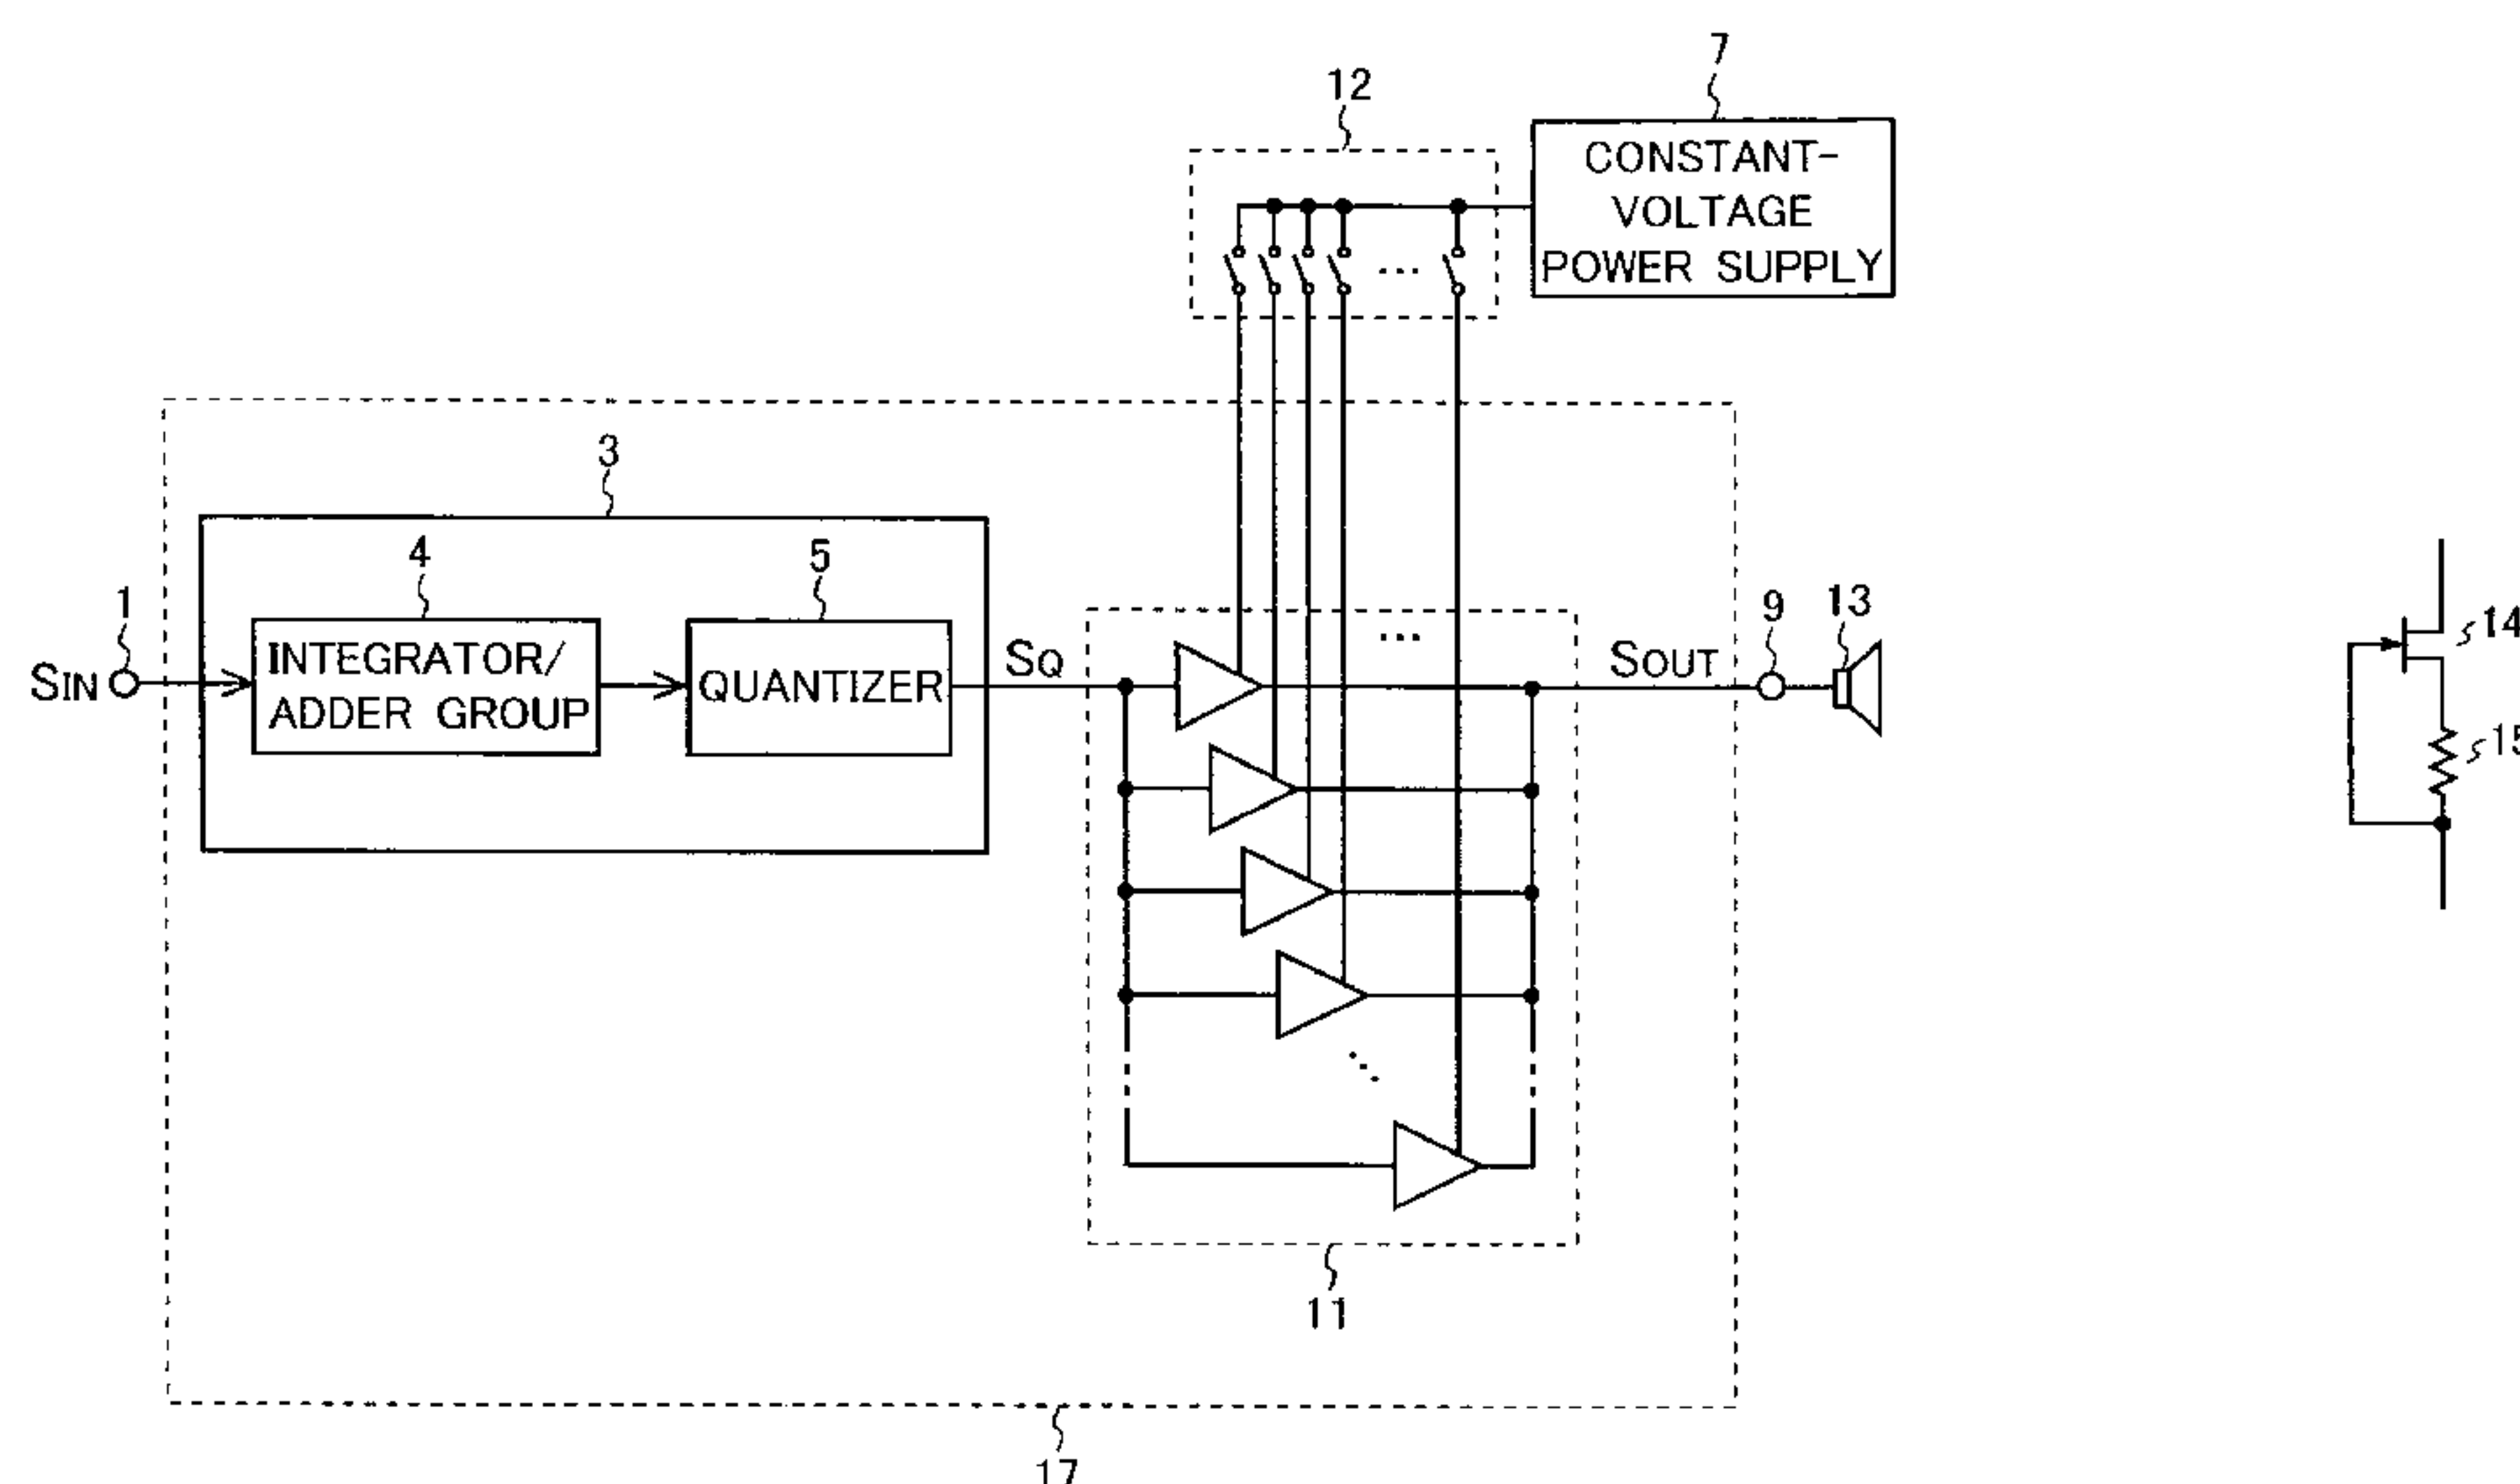 7
12
CONSTANT-
VOLTAGE
POWER SUPPLY
3
4
5
1
SIN
INTEGRATOR/
ADDER GROUP
QUANTIZER
SQ
...
SOUT
9
13
14
15
...
11
17